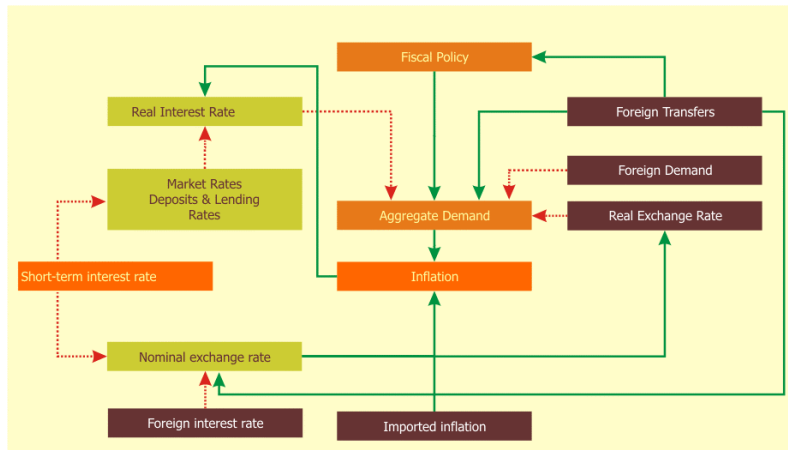 Fiscal Policy
Real Interest Rate
Foreign Transfers
Market Rates
Deposits & Lending
Rates
Foreign Demand
Aggregate Demand
Real Exchange Rate
Short-term interest rate
Inflation
Nominal exchange rate
Foreign interest rate
Imported inflation